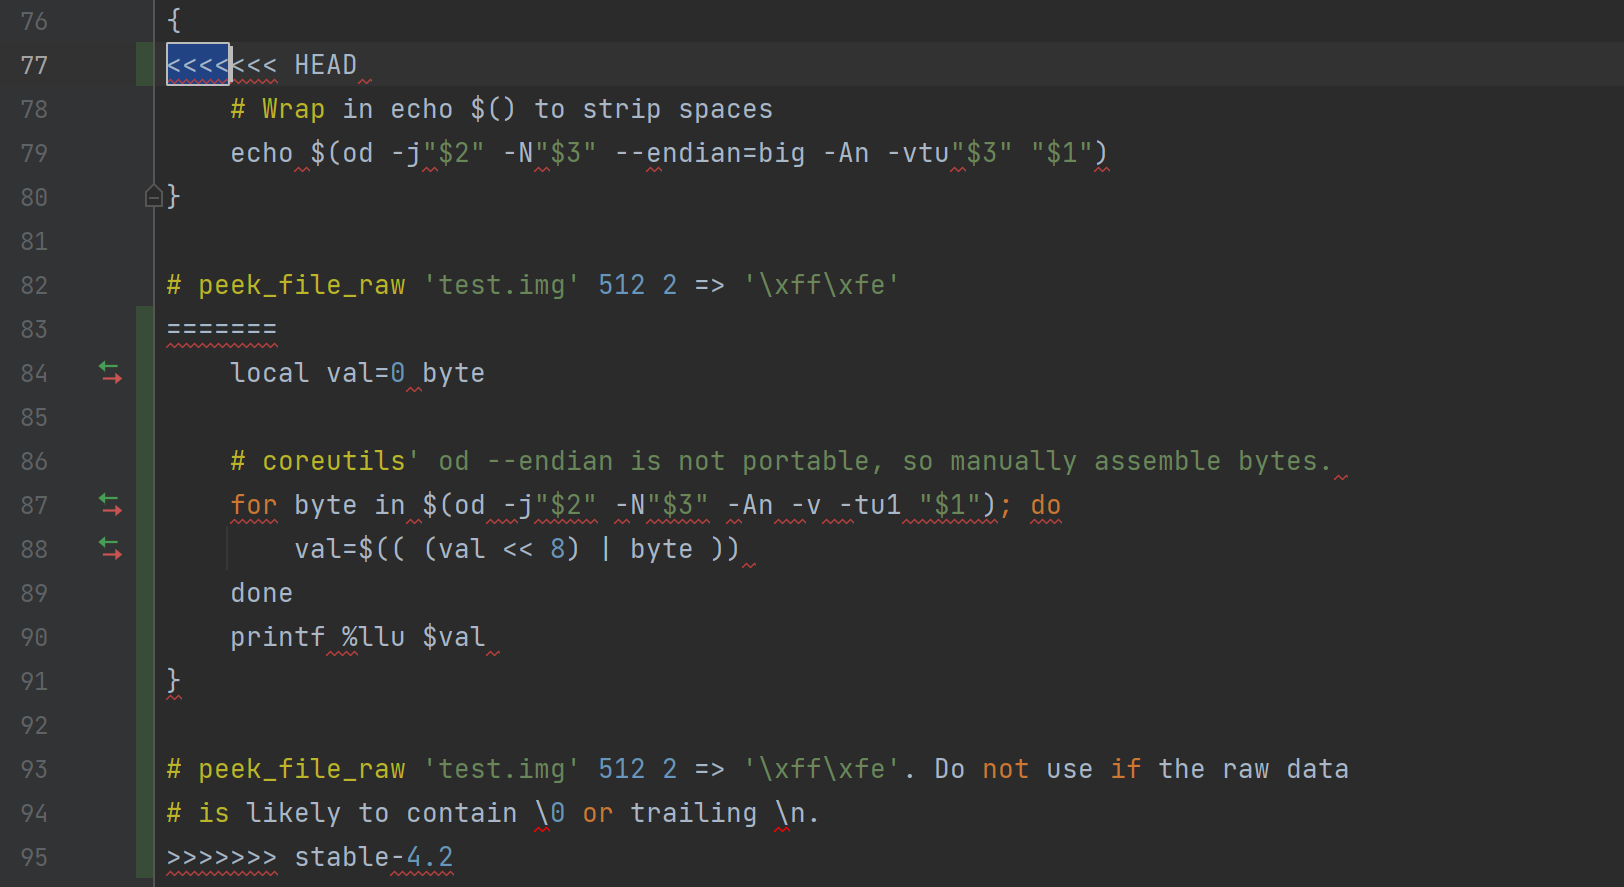 76 {
77 <<<<<<< HEAD
78 # Wrap in echo $() to strip spaces
79 echo $(od -j"$2" -N"$3" --endian=big -An -vtu"$3" "$1")
80 }
81
82 # peek_file_raw 'test.img' 512 2 => '\xff\xfe'
83 =======
84 local val=0 byte
85
86 # coreutils' od --endian is not portable, so manually assemble bytes.
87 for byte in $(od -j"$2" -N"$3" -An -v -tu1 "$1"); do
88 val=$(( (val << 8) | byte ))
89 done
90 printf %llu $val
91 }
92
93 # peek_file_raw 'test.img' 512 2 => '\xff\xfe'. Do not use if the raw data
94 # is likely to contain \0 or trailing \n.
95 >>>>>>> stable-4.2